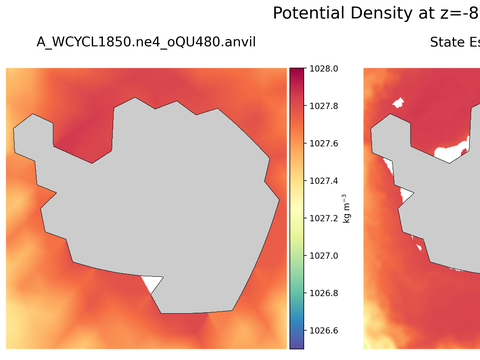 Potential Density at z=-8
A_WCYCL1850.ne4_oQU480.anvil
State Es
1028.0
1027.8
1027.6
1027.4
1027.2
1027.0
1026.8
1026.6
kg m⁻³